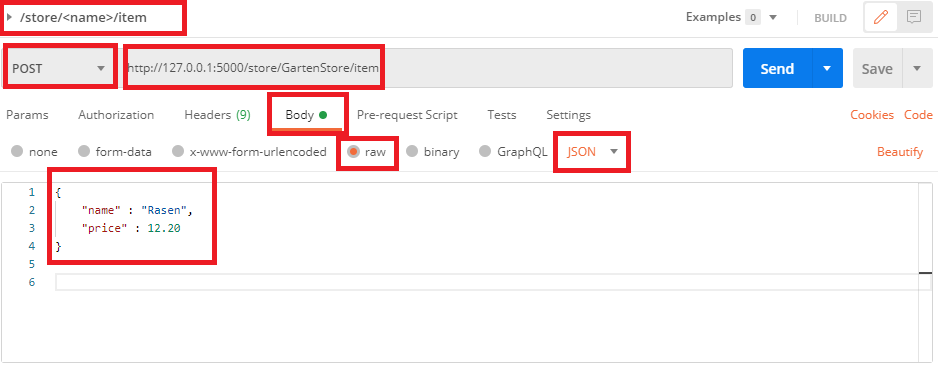 /store/<name>/item Examples 0 BUILD
POST http://127.0.0.1:5000/store/GartenStore/item Send Save
Params Authorization Headers (9) Body Pre-request Script Tests Settings Cookies Code
none form-data x-www-form-urlencoded raw binary GraphQL JSON Beautify
1 {
2 "name" : "Rasen",
3 "price" : 12.20
4 }
5
6